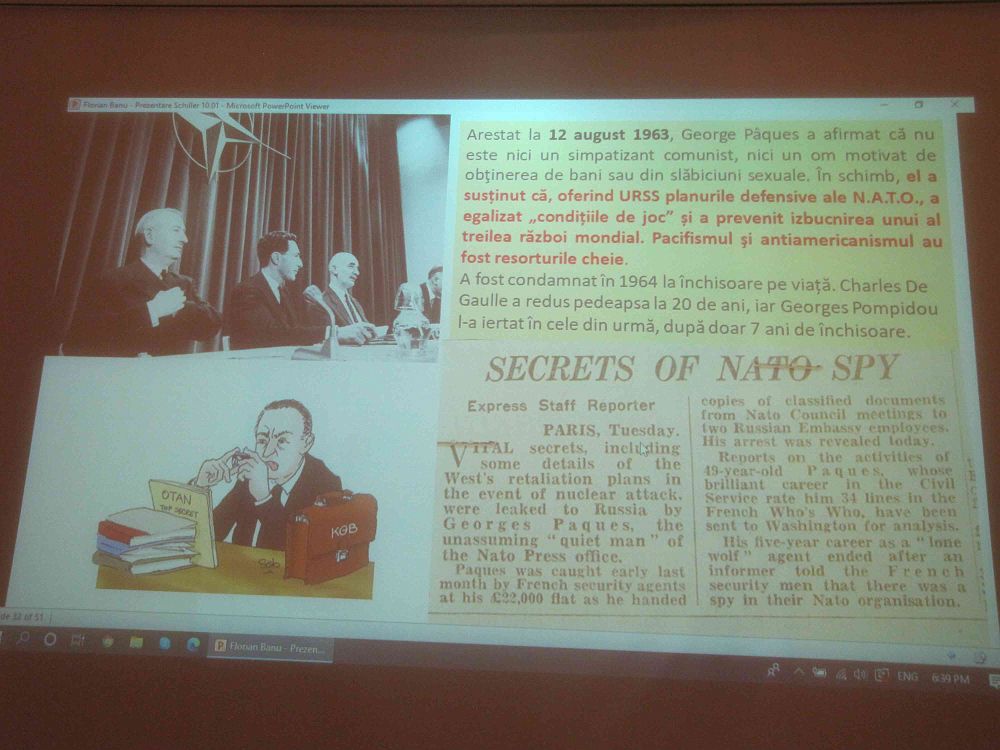 Florian Banu - Prezentare Schiller 10.01 - Microsoft PowerPoint Viewer
Arestat la 12 august 1963, George Pâques a afirmat că nu
este nici un simpatizant comunist, nici un om motivat de
obținerea de bani sau din slăbiciuni sexuale. În schimb, el a
susținut că, oferind URSS planurile defensive ale N.A.T.O., a
egalizat „condițiile de joc” și a prevenit izbucnirea unui al
treilea război mondial. Pacifismul şi antiamericanismul au
fost resorturile cheie.
A fost condamnat în 1964 la închisoare pe viață. Charles De
Gaulle a redus pedeapsa la 20 de ani, iar Georges Pompidou
l-a iertat în cele din urmă, după doar 7 ani de închisoare.
SECRETS OF NATO SPY
Express Staff Reporter
PARIS, Tuesday.
VITAL secrets, including
some details of the
West's retaliation plans in
the event of nuclear attack,
were leaked to Russia by
Georges Paques, the
unassuming "quiet man" of
the Nato Press office.
Paques was caught early last
month by French security agents
at his £22,000 flat as he handed
copies of classified documents
from Nato Council meetings to
two Russian Embassy employees.
His arrest was revealed today.
Reports on the activities of
49-year-old Paques, whose
brilliant career in the Civil
Service rate him 34 lines in the
French Who's Who, have been
sent to Washington for analysis.
His five-year career as a "lone
wolf" agent ended after an
informer told the French
security men that there was a
spy in their Nato organisation.
OTAN
TOP SECRET
KGB
de 32 of 51
Florian Banu - Prezen...
ENG
6:39 PM